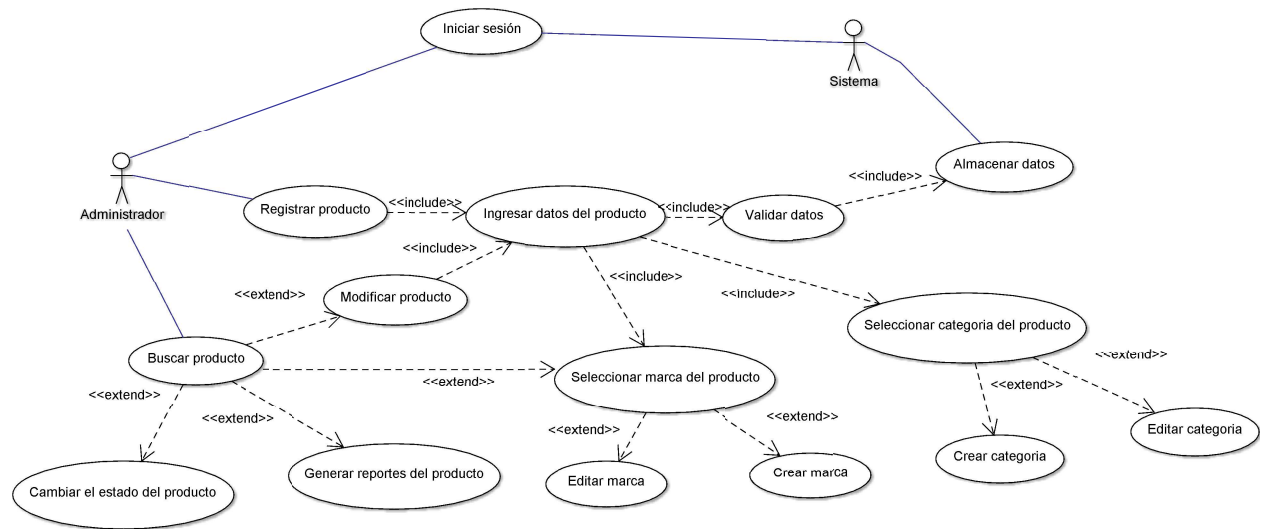 Iniciar sesión
Sistema
Almacenar datos
<<include>>
Administrador
Registrar producto
<<include>>
Ingresar datos del producto
<<include>>
Validar datos
<<include>>
<<include>>
<<extend>>
Modificar producto
<<include>>
Seleccionar categoria del producto
Buscar producto
<<extend>>
Seleccionar marca del producto
<<extend>>
<<extend>>
<<extend>>
<<extend>>
<<extend>>
<<extend>>
<<extend>>
Editar categoria
Crear categoria
Cambiar el estado del producto
Generar reportes del producto
Editar marca
Crear marca